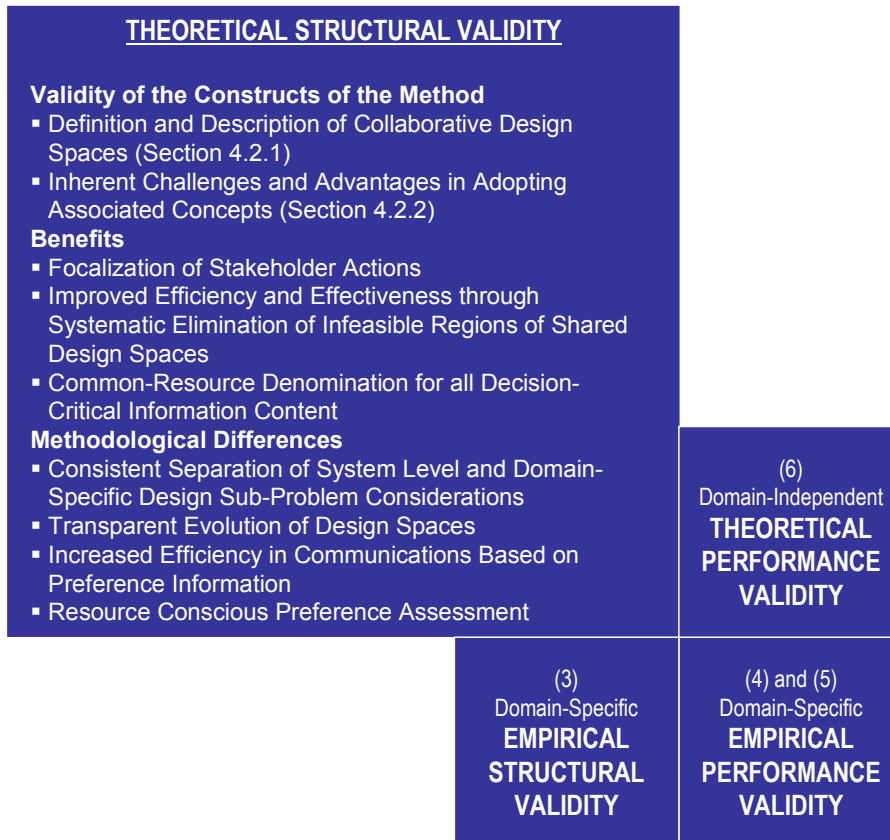 THEORETICAL STRUCTURAL VALIDITY
Validity of the Constructs of the Method
▪ Definition and Description of Collaborative Design
Spaces (Section 4.2.1)
▪ Inherent Challenges and Advantages in Adopting
Associated Concepts (Section 4.2.2)
Benefits
▪ Focalization of Stakeholder Actions
▪ Improved Efficiency and Effectiveness through
Systematic Elimination of Infeasible Regions of Shared
Design Spaces
▪ Common-Resource Denomination for all Decision-
Critical Information Content
Methodological Differences
▪ Consistent Separation of System Level and Domain-
Specific Design Sub-Problem Considerations
▪ Transparent Evolution of Design Spaces
▪ Increased Efficiency in Communications Based on
Preference Information
▪ Resource Conscious Preference Assessment
(6)
Domain-Independent
THEORETICAL
PERFORMANCE
VALIDITY
(3)
Domain-Specific
EMPIRICAL
STRUCTURAL
VALIDITY
(4) and (5)
Domain-Specific
EMPIRICAL
PERFORMANCE
VALIDITY